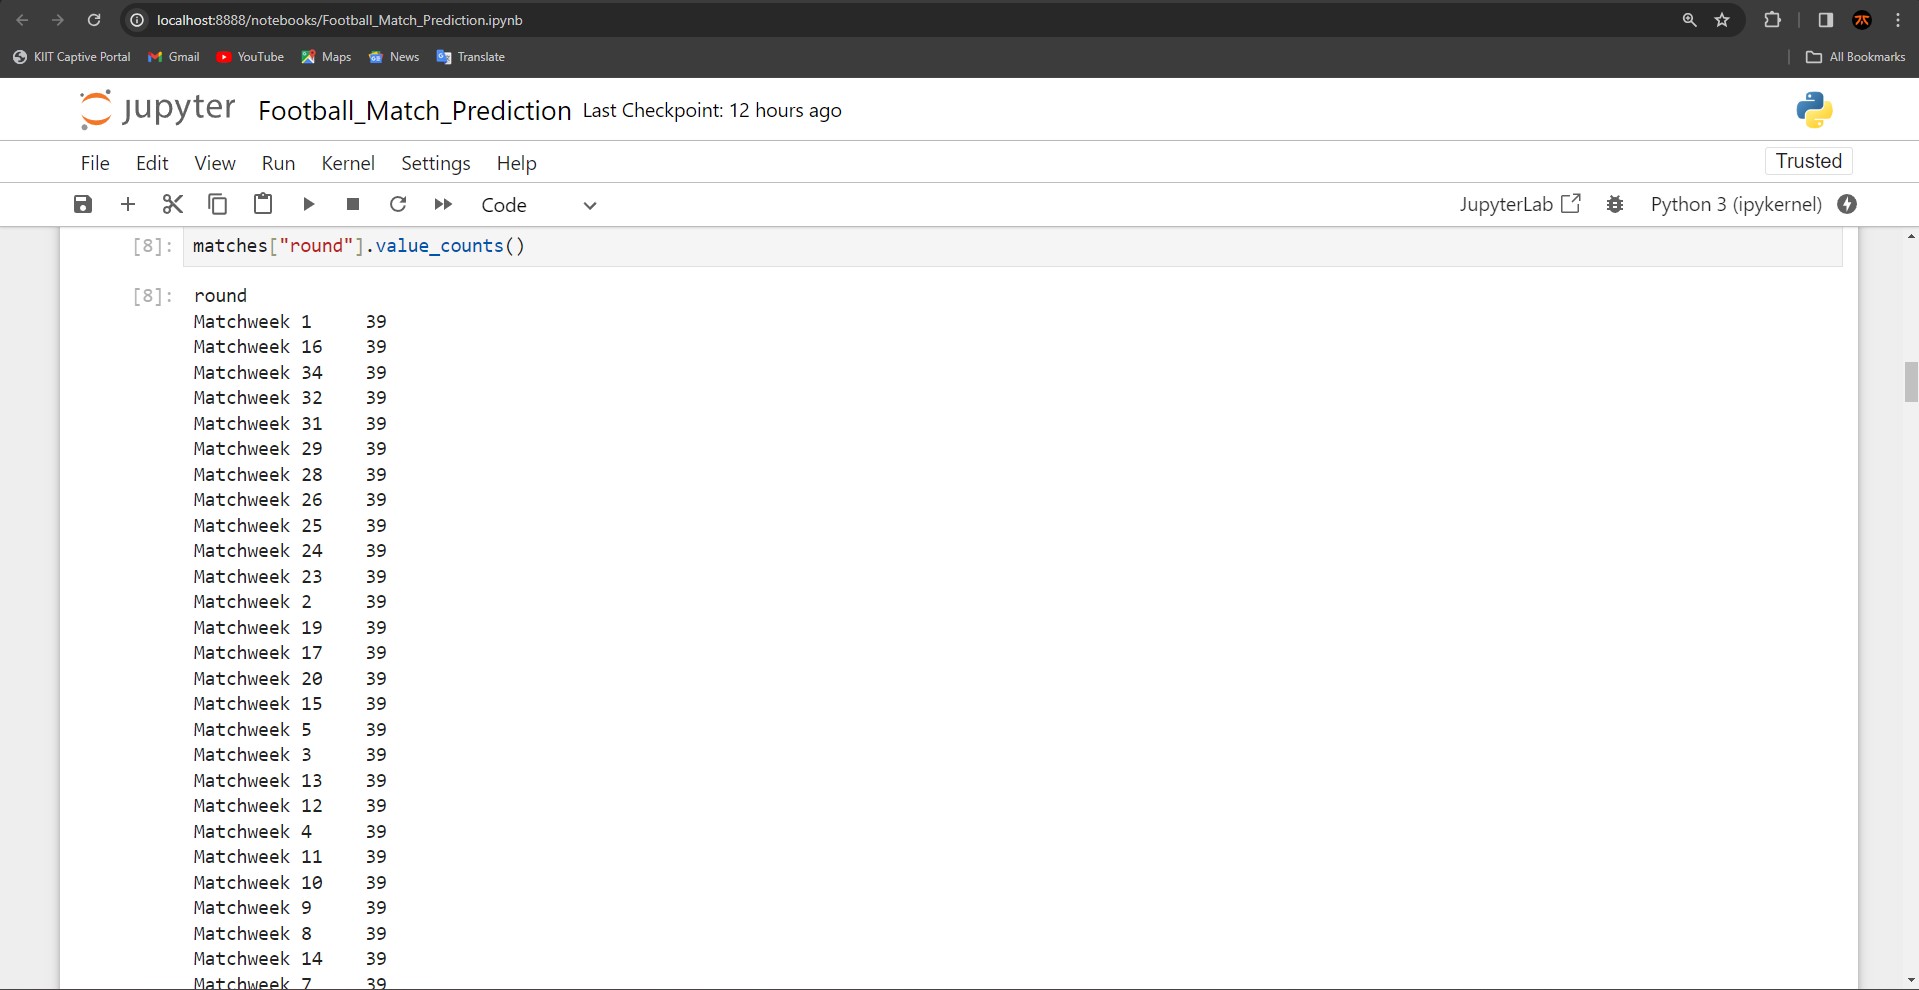 localhost:8888/notebooks/Football_Match_Prediction.ipynb
KIIT Captive Portal Gmail YouTube Maps News Translate All Bookmarks
jupyter Football_Match_Prediction Last Checkpoint: 12 hours ago
File Edit View Run Kernel Settings Help Trusted
Code JupyterLab Python 3 (ipykernel)
[8]: matches["round"].value_counts()
[8]: round
Matchweek 1 39
Matchweek 16 39
Matchweek 34 39
Matchweek 32 39
Matchweek 31 39
Matchweek 29 39
Matchweek 28 39
Matchweek 26 39
Matchweek 25 39
Matchweek 24 39
Matchweek 23 39
Matchweek 2 39
Matchweek 19 39
Matchweek 17 39
Matchweek 20 39
Matchweek 15 39
Matchweek 5 39
Matchweek 3 39
Matchweek 13 39
Matchweek 12 39
Matchweek 4 39
Matchweek 11 39
Matchweek 10 39
Matchweek 9 39
Matchweek 8 39
Matchweek 14 39
Matchweek 7 39